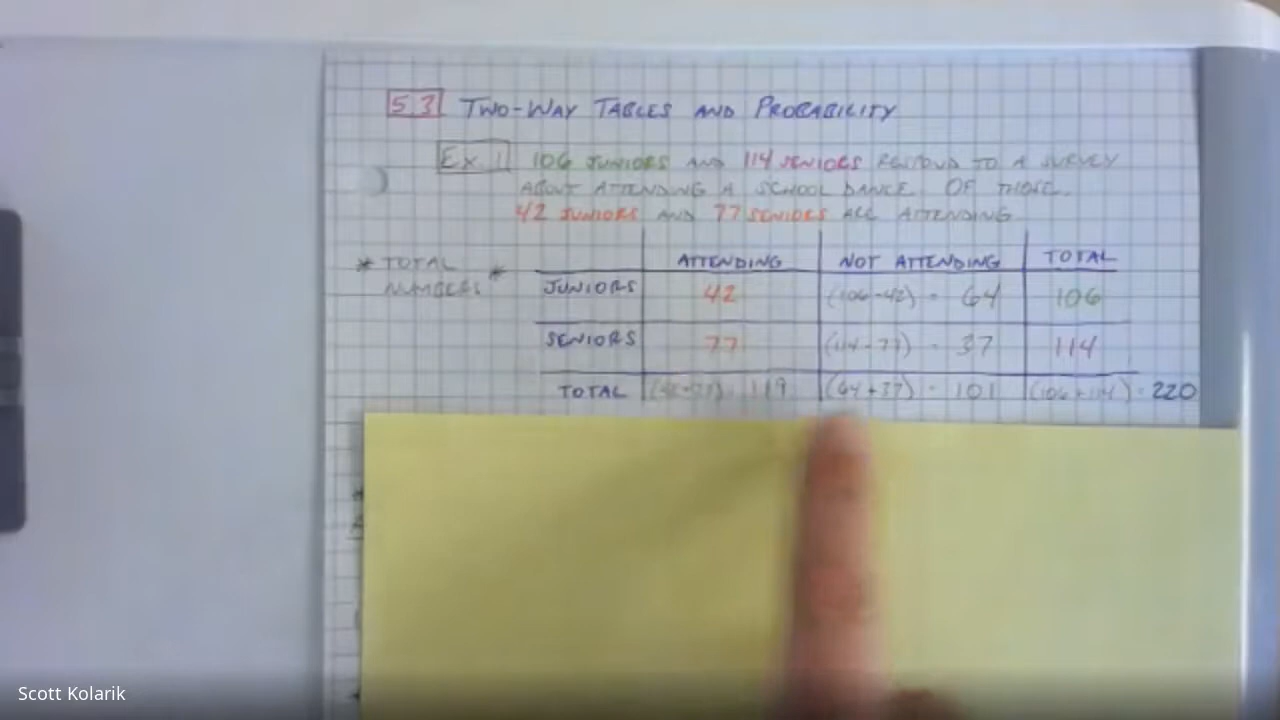 5.3 TWO-WAY TABLES AND PROBABILITY
Ex. 1 106 JUNIORS AND 114 SENIORS RESPOND TO A SURVEY
ABOUT ATTENDING A SCHOOL DANCE. OF THOSE,
42 JUNIORS AND 77 SENIORS ARE ATTENDING
* TOTAL NUMBERS *
ATTENDING NOT ATTENDING TOTAL
JUNIORS 42 (106-42) = 64 106
SENIORS 77 (114-77) = 37 114
TOTAL (42+77) = 119 (64+37) = 101 (106+114) = 220
Scott Kolarik